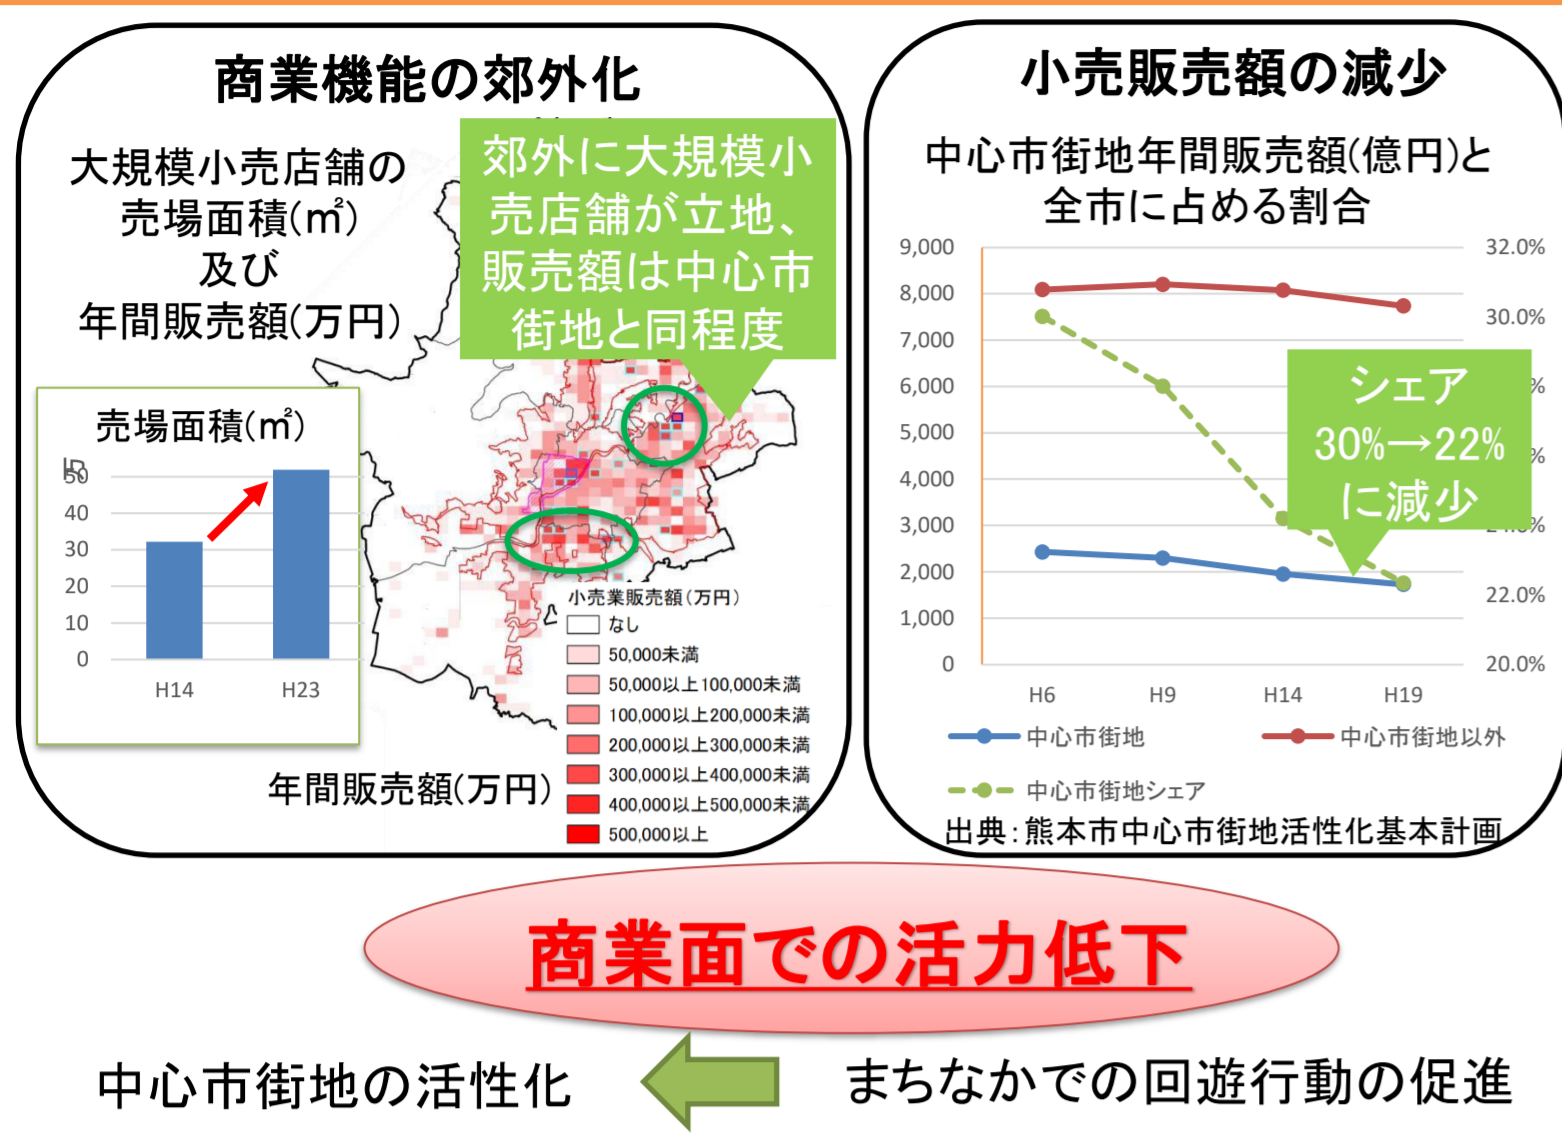 商業機能の郊外化
大規模小売店舗の
売場面積(㎡)
及び
年間販売額(万円)
郊外に大規模小
売店舗が立地、
販売額は中心市
街地と同程度
売場面積(㎡)
万
50
40
30
20
10
0
H14
H23
年間販売額(万円)
小売業販売額(万円)
なし
50,000未満
50,000以上100,000未満
100,000以上200,000未満
200,000以上300,000未満
300,000以上400,000未満
400,000以上500,000未満
500,000以上
小売販売額の減少
中心市街地年間販売額(億円)と
全市に占める割合
9,000
8,000
7,000
6,000
5,000
4,000
3,000
2,000
1,000
0
32.0%
30.0%
22.0%
20.0%
シェア
30%→22%
に減少
H6
H9
H14
H19
中心市街地
中心市街地以外
中心市街地シェア
出典:熊本市中心市街地活性化基本計画
商業面での活力低下
中心市街地の活性化
まちなかでの回遊行動の促進